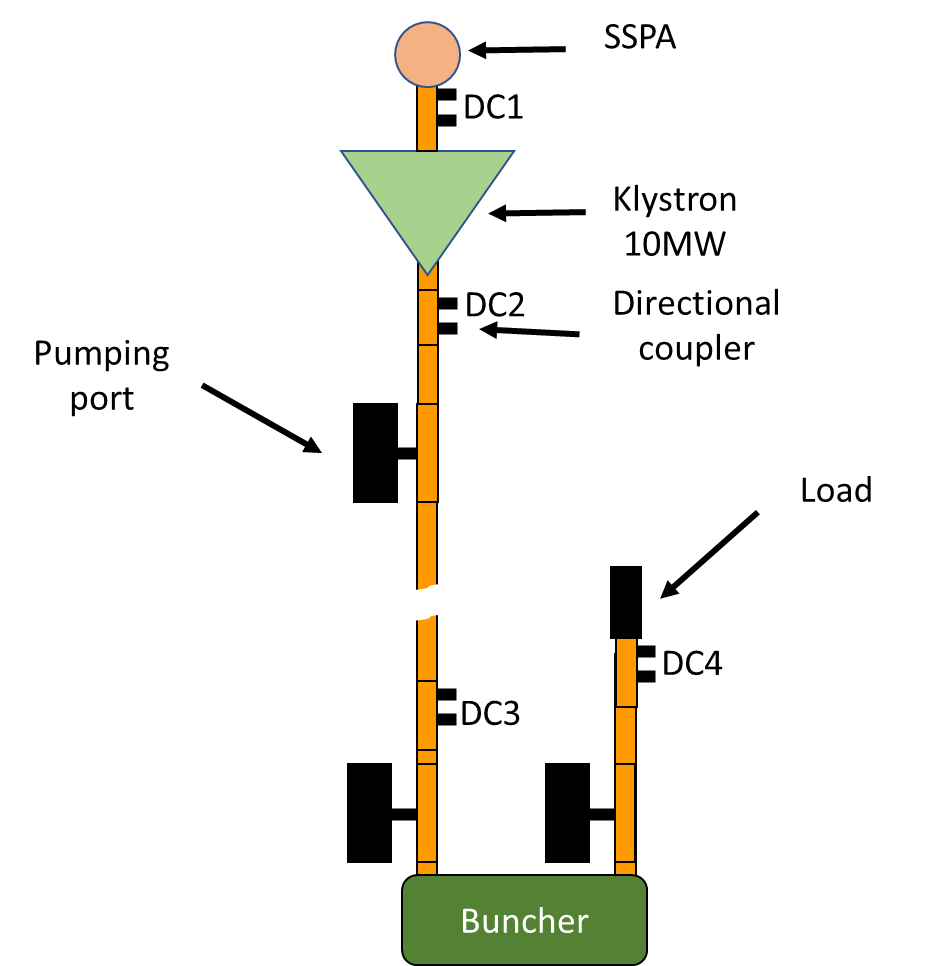 SSPA
DC1
Klystron
10MW
DC2
Directional
coupler
Pumping
port
Load
DC4
DC3
Buncher